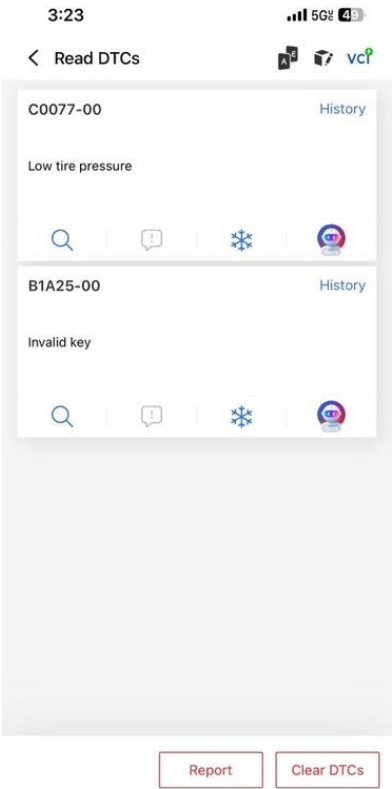 3:23
5G 49
Read DTCs
A E
vci
C0077-00 History
Low tire pressure
B1A25-00 History
Invalid key
Report
Clear DTCs